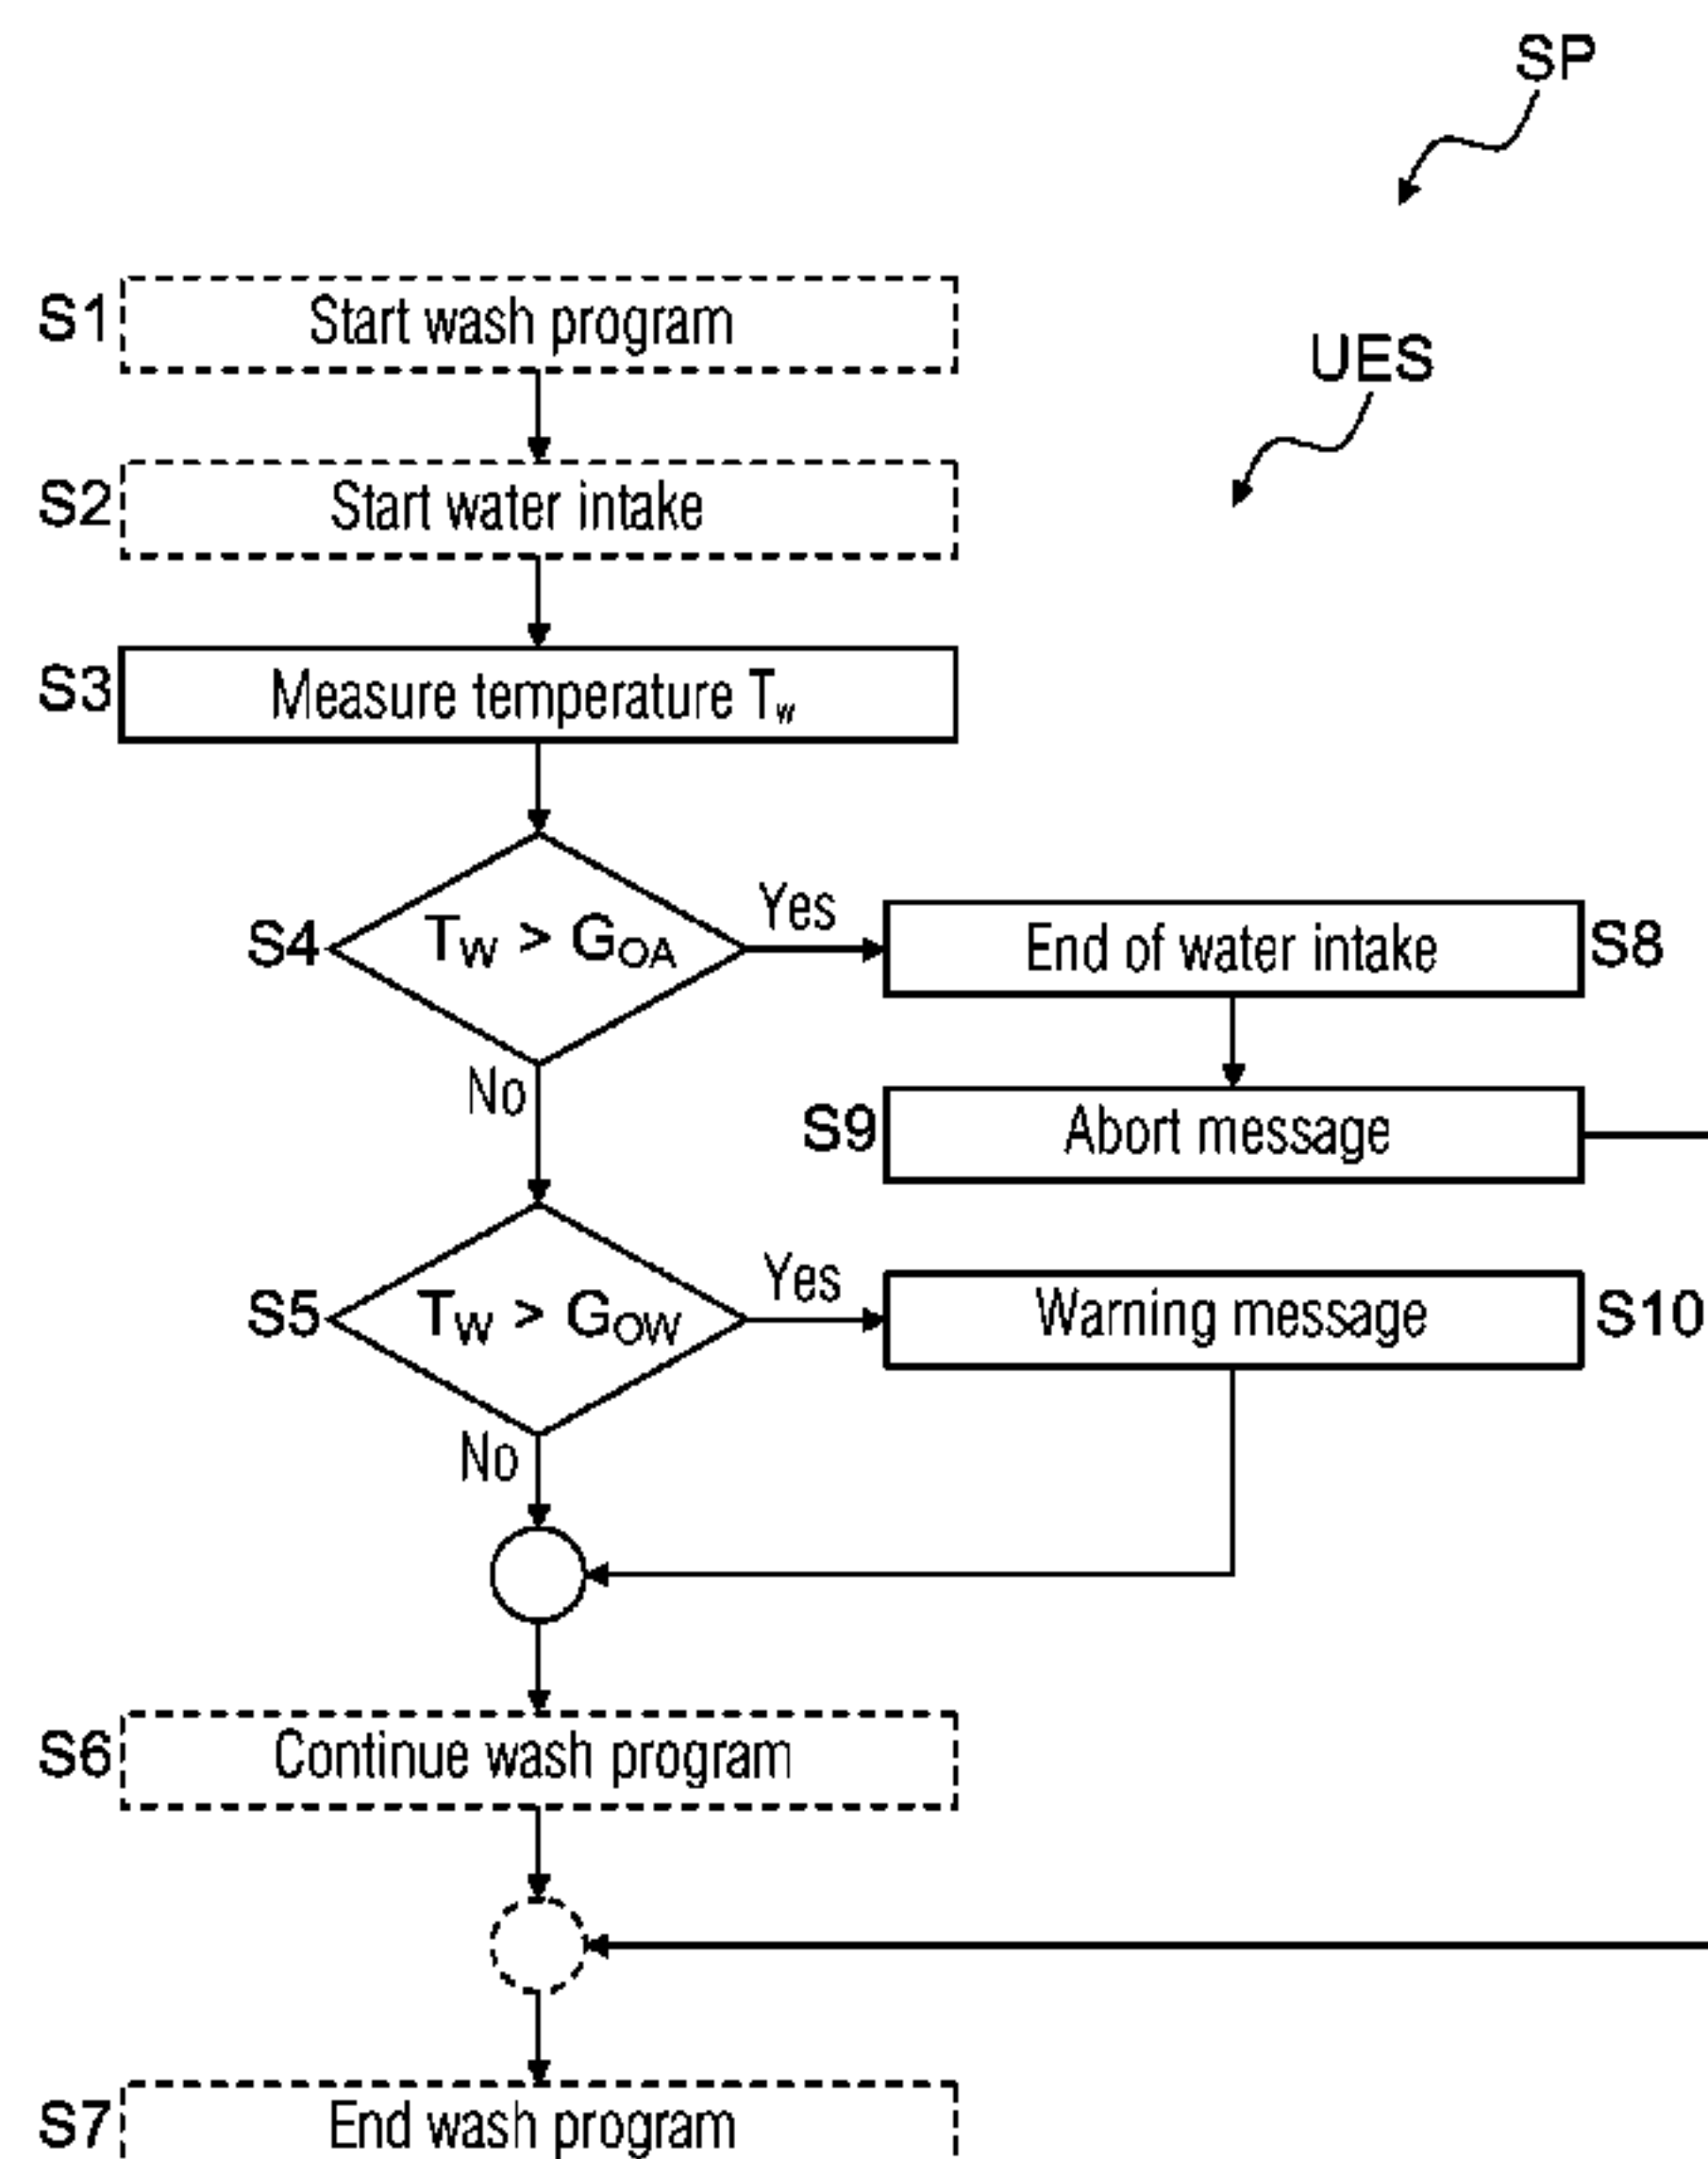 SP
S1 Start wash program
UES
S2 Start water intake
S3 Measure temperature Tw
S4 TW > GOA Yes End of water intake S8
No
S9 Abort message
S5 TW > GOW Yes Warning message S10
No
S6 Continue wash program
S7 End wash program